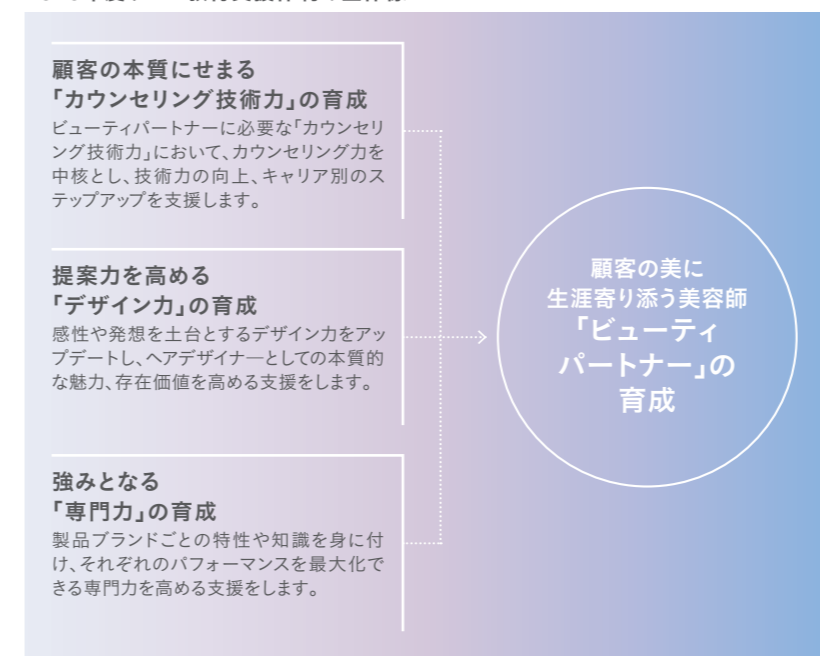 顧客の本質にせまる
「カウンセリング技術力」の育成
ビューティパートナーに必要な「カウンセリ
ング技術力」において、カウンセリング力を
中核とし、技術力の向上、キャリア別のス
テップアップを支援します。
提案力を高める
「デザイン力」の育成
感性や発想を土台とするデザイン力をアッ
プデートし、ヘアデザイナ―としての本質的
な魅力、存在価値を高める支援をします。
強みとなる
「専門力」の育成
製品ブランドごとの特性や知識を身に付
け、それぞれのパフォーマンスを最大化で
きる専門力を高める支援をします。
顧客の美に
生涯寄り添う美容師
「ビューティ
パートナー」の
育成